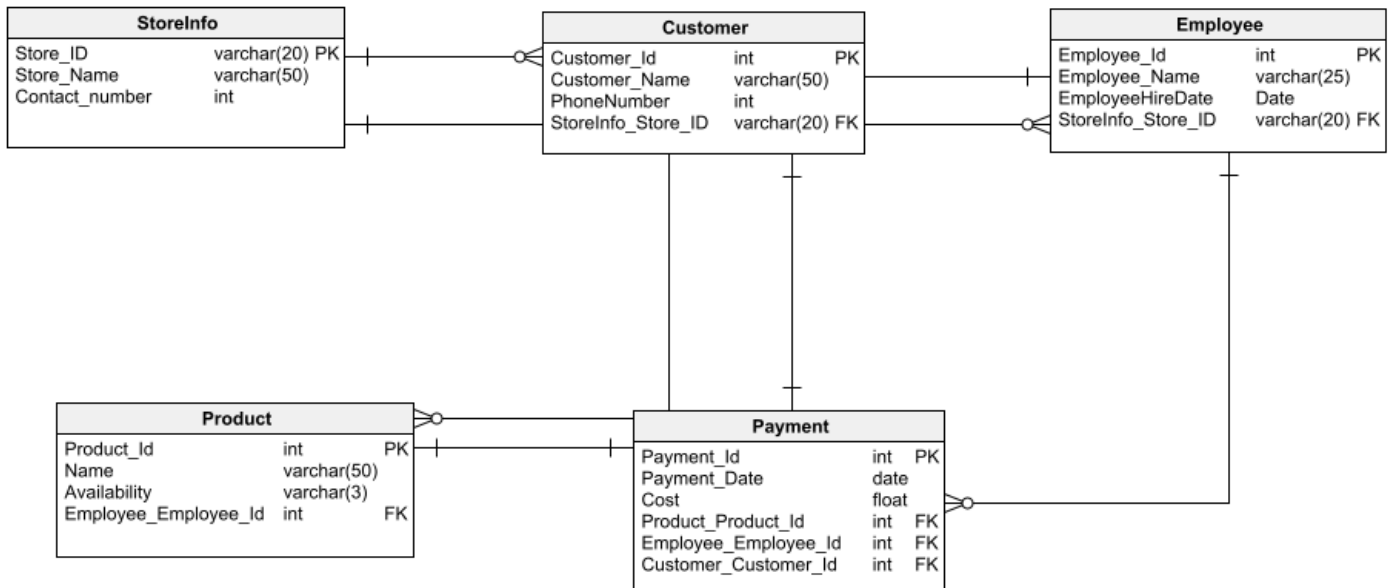 StoreInfo
Store_ID varchar(20) PK
Store_Name varchar(50)
Contact_number int
Customer
Customer_Id int PK
Customer_Name varchar(50)
PhoneNumber int
StoreInfo_Store_ID varchar(20) FK
Employee
Employee_Id int PK
Employee_Name varchar(25)
EmployeeHireDate Date
StoreInfo_Store_ID varchar(20) FK
Product
Product_Id int PK
Name varchar(50)
Availability varchar(3)
Employee_Employee_Id int FK
Payment
Payment_Id int PK
Payment_Date date
Cost float
Product_Product_Id int FK
Employee_Employee_Id int FK
Customer_Customer_Id int FK